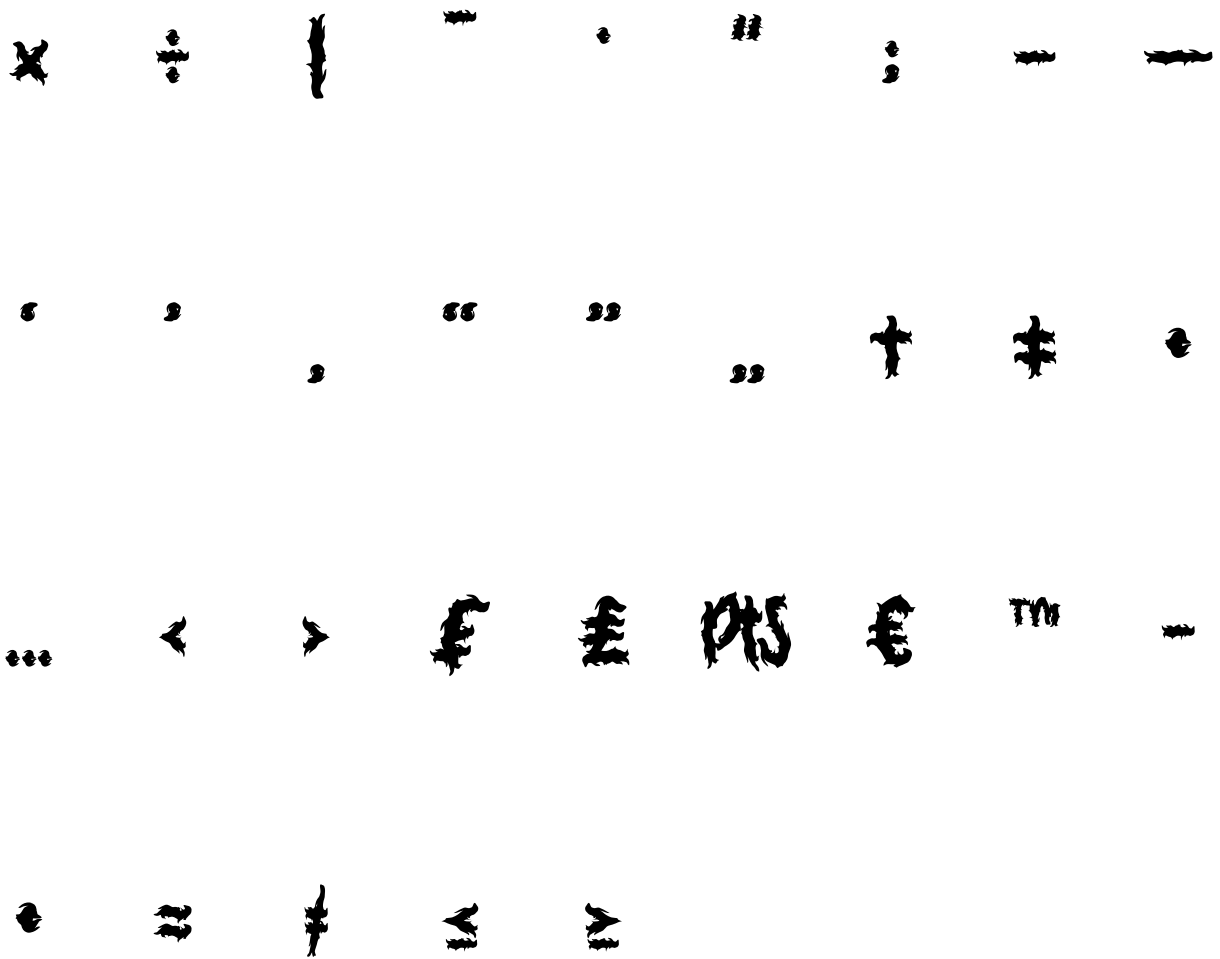 × ÷ | ¯ · " ; – —
‘ ’ ‚ “ ” „ † ‡ •
… ‹ › ₣ ₤ ₧ € ™ −
• ≈ ≠ ≤ ≥